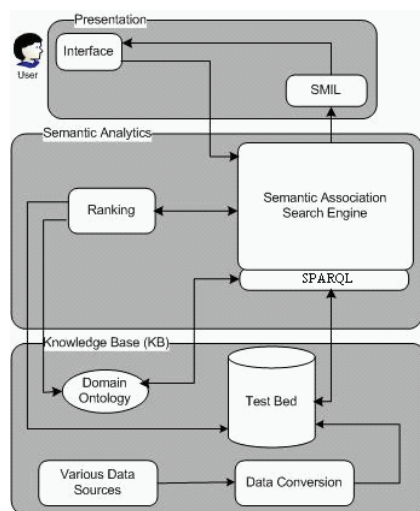 Presentation
Interface
User
SMIL
Semantic Analytics
Ranking
Semantic Association
Search Engine
SPARQL
Knowledge Base (KB)
Domain
Ontology
Test Bed
Various Data
Sources
Data Conversion